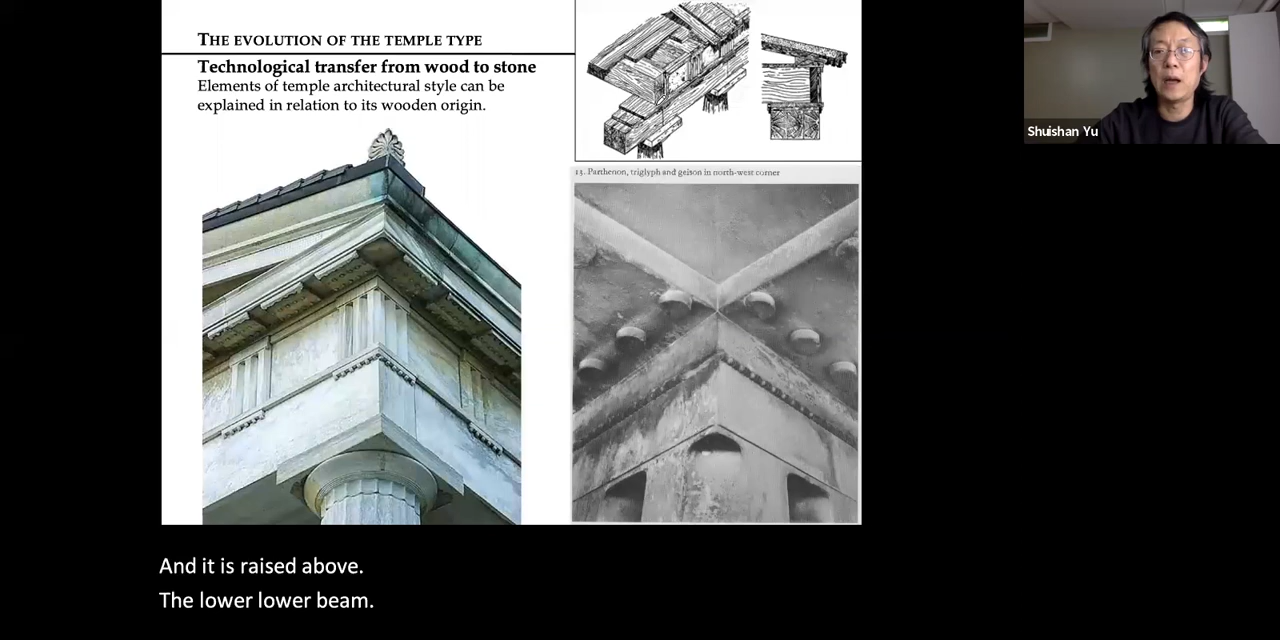 THE EVOLUTION OF THE TEMPLE TYPE
Technological transfer from wood to stone
Elements of temple architectural style can be
explained in relation to its wooden origin.
13. Parthenon, triglyph and geison in north-west corner
Shuishan Yu
And it is raised above.
The lower lower beam.